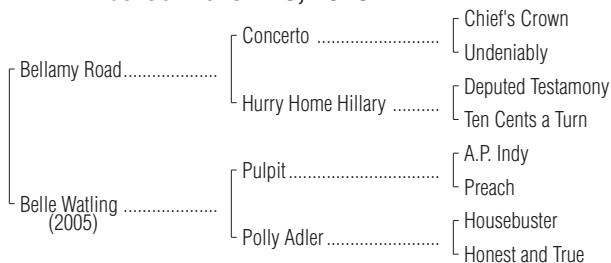 Chief's Crown
Concerto ......................
Undeniably
Bellamy Road.................
Deputed Testamony
Hurry Home Hillary ..........
Ten Cents a Turn
A.P. Indy
Pulpit...........................
Preach
Belle Watling .................
(2005)
Housebuster
Polly Adler ....................
Honest and True